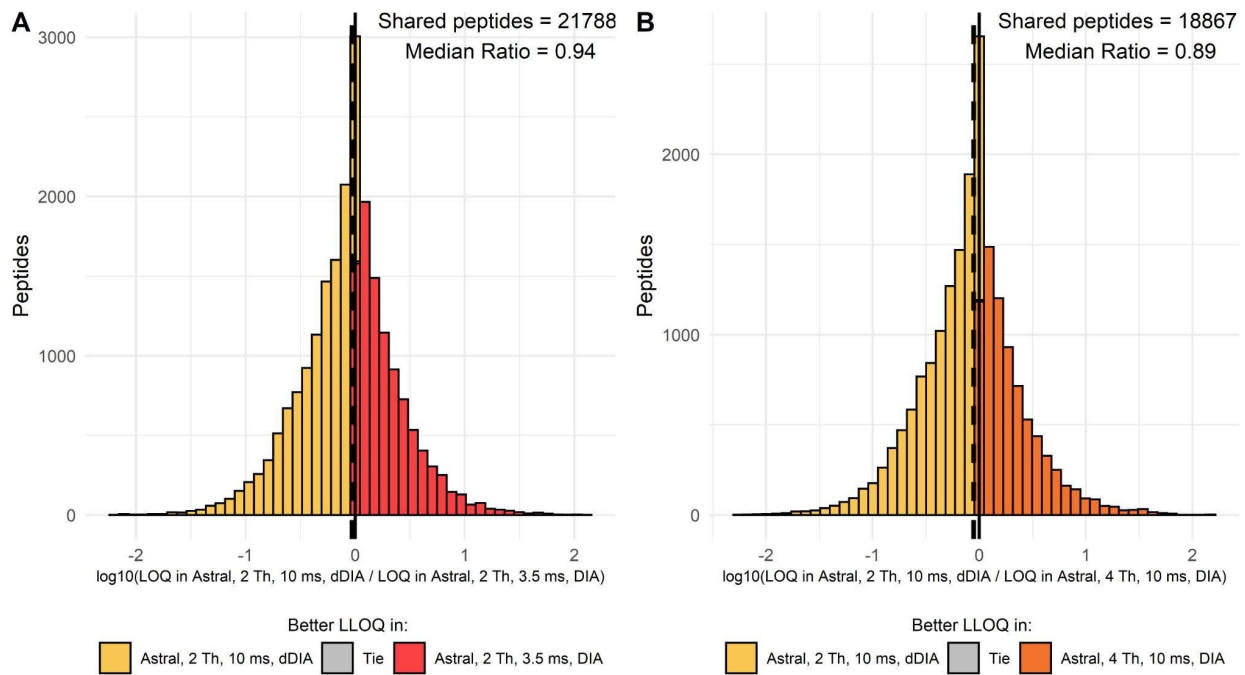 A
Shared peptides = 21788
Median Ratio = 0.94
3000
2000
1000
0
Peptides
-2 -1 0 1 2
log10(LOQ in Astral, 2 Th, 10 ms, dDIA / LOQ in Astral, 2 Th, 3.5 ms, DIA)
Better LLOQ in:
Astral, 2 Th, 10 ms, dDIA Tie Astral, 2 Th, 3.5 ms, DIA
B
Shared peptides = 18867
Median Ratio = 0.89
2000
1000
0
Peptides
-2 -1 0 1 2
log10(LOQ in Astral, 2 Th, 10 ms, dDIA / LOQ in Astral, 4 Th, 10 ms, DIA)
Better LLOQ in:
Astral, 2 Th, 10 ms, dDIA Tie Astral, 4 Th, 10 ms, DIA